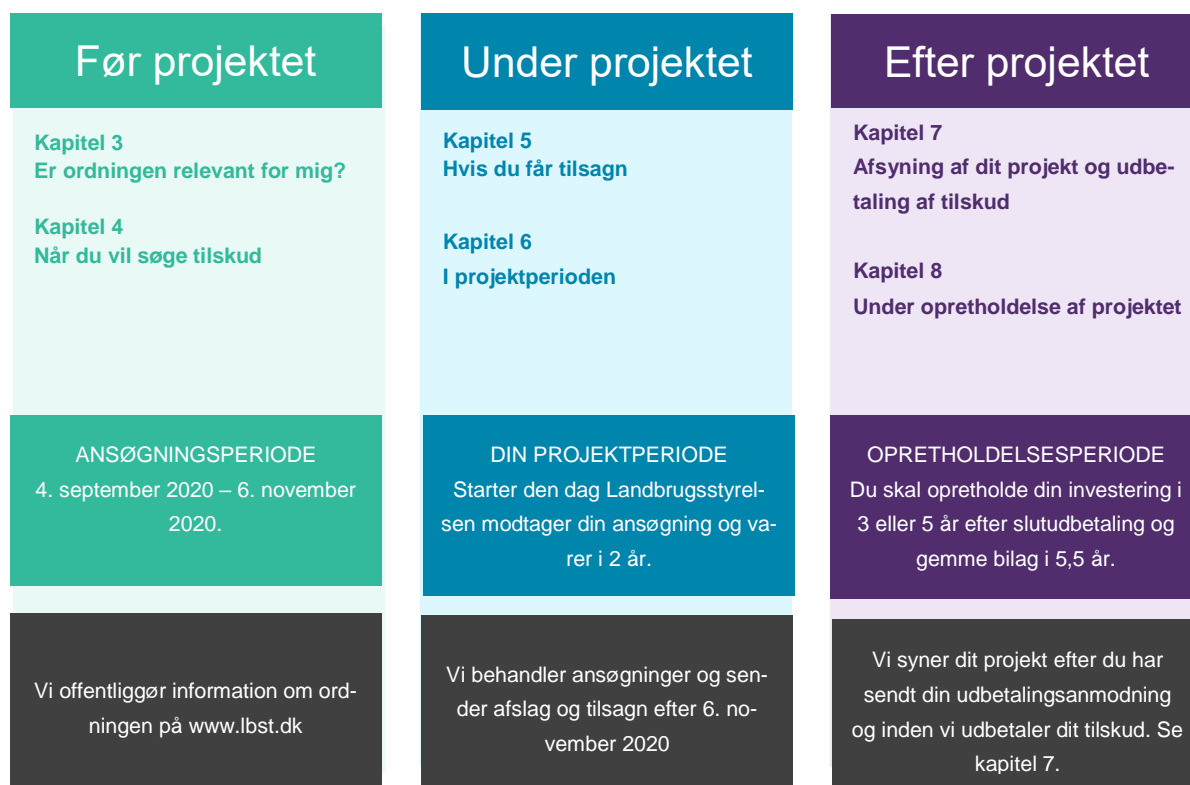 Før projektet
Kapitel 3
Er ordningen relevant for mig?
Kapitel 4
Når du vil søge tilskud
ANSØGNINGSPERIODE
4. september 2020 – 6. november
2020.
Vi offentliggør information om ord-
ningen på www.lbst.dk
Under projektet
Kapitel 5
Hvis du får tilsagn
Kapitel 6
I projektperioden
DIN PROJEKTPERIODE
Starter den dag Landbrugsstyrel-
sen modtager din ansøgning og va-
rer i 2 år.
Vi behandler ansøgninger og sen-
der afslag og tilsagn efter 6. no-
vember 2020
Efter projektet
Kapitel 7
Afsyning af dit projekt og udbe-
taling af tilskud
Kapitel 8
Under opretholdelse af projektet
OPRETHOLDELSESPERIODE
Du skal opretholde din investering i
3 eller 5 år efter slutudbetaling og
gemme bilag i 5,5 år.
Vi syner dit projekt efter du har
sendt din udbetalingsanmodning
og inden vi udbetaler dit tilskud. Se
kapitel 7.